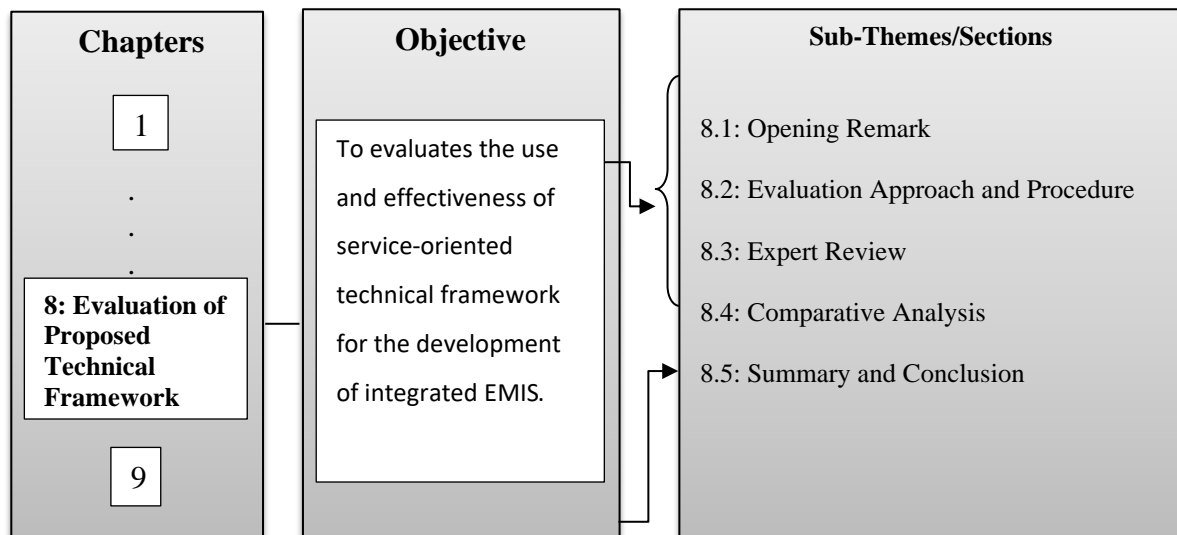 Chapters
1
.
.
.
8: Evaluation of
Proposed
Technical
Framework
9
Objective
To evaluates the use
and effectiveness of
service-oriented
technical framework
for the development
of integrated EMIS.
Sub-Themes/Sections
8.1: Opening Remark
8.2: Evaluation Approach and Procedure
8.3: Expert Review
8.4: Comparative Analysis
8.5: Summary and Conclusion